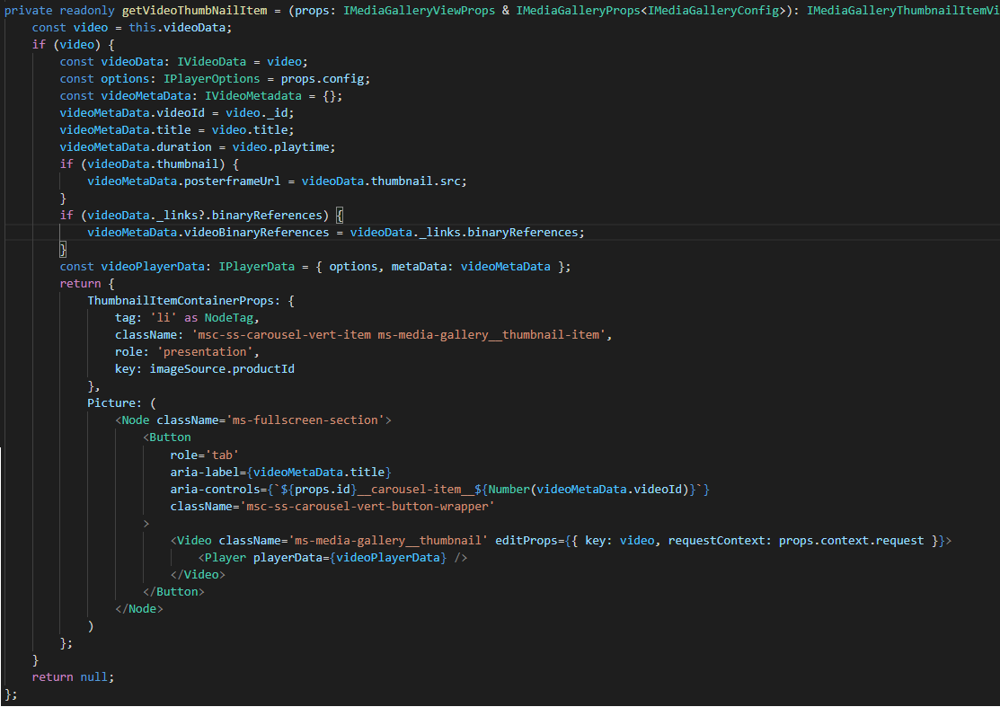 private readonly getVideoThumbNailItem = (props: IMediaGalleryViewProps & IMediaGalleryProps<IMediaGalleryConfig>): IMediaGalleryThumbnailItemVi
    const video = this.videoData;
    if (video) {
        const videoData: IVideoData = video;
        const options: IPlayerOptions = props.config;
        const videoMetaData: IVideoMetadata = {};
        videoMetaData.videoId = video._id;
        videoMetaData.title = video.title;
        videoMetaData.duration = video.playtime;
        if (videoData.thumbnail) {
            videoMetaData.posterframeUrl = videoData.thumbnail.src;
        }
        if (videoData._links?.binaryReferences) {
            videoMetaData.videoBinaryReferences = videoData._links.binaryReferences;
        }
        const videoPlayerData: IPlayerData = { options, metaData: videoMetaData };
        return {
            ThumbnailItemContainerProps: {
                tag: 'li' as NodeTag,
                className: 'msc-ss-carousel-vert-item ms-media-gallery__thumbnail-item',
                role: 'presentation',
                key: imageSource.productId
            },
            Picture: (
                <Node className='ms-fullscreen-section'>
                    <Button
                        role='tab'
                        aria-label={videoMetaData.title}
                        aria-controls={`${props.id}__carousel-item__${Number(videoMetaData.videoId)}`}
                        className='msc-ss-carousel-vert-button-wrapper'
                    >
                        <Video className='ms-media-gallery__thumbnail' editProps={{ key: video, requestContext: props.context.request }}>
                            <Player playerData={videoPlayerData} />
                        </Video>
                    </Button>
                </Node>
            )
        };
    }
    return null;
};